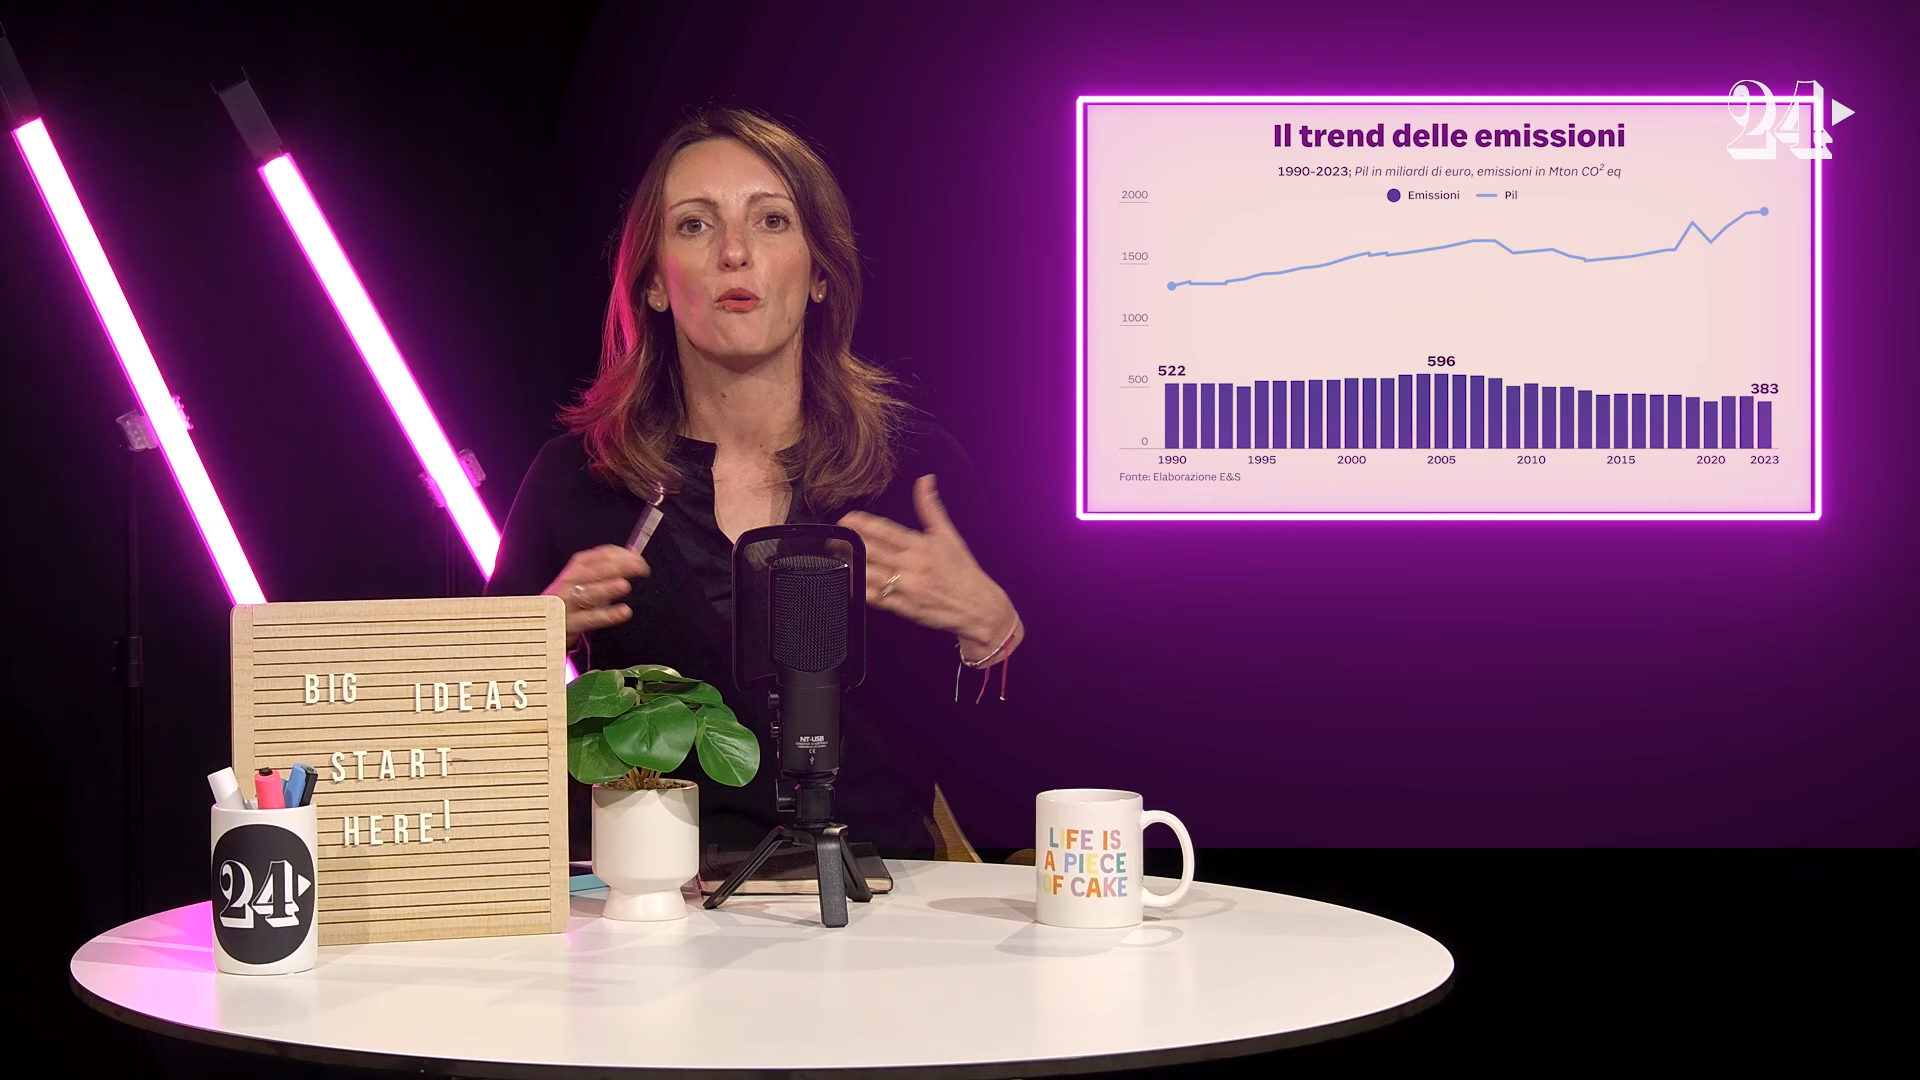 24
Il trend delle emissioni
1990-2023; Pil in miliardi di euro, emissioni in Mton CO2 eq
Emissioni Pil
2000
1500
1000
500
0
522
596
383
1990 1995 2000 2005 2010 2015 2020 2023
Fonte: Elaborazione E&S
BIG IDEAS
START
HERE!
24
NT-USB
LIFE IS
A PIECE
OF CAKE